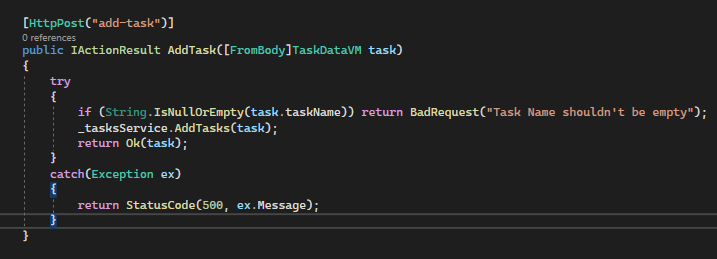 [HttpPost("add-task")]
0 references
public IActionResult AddTask([FromBody]TaskDataVM task)
{
try
{
if (String.IsNullOrEmpty(task.taskName)) return BadRequest("Task Name shouldn't be empty");
_tasksService.AddTasks(task);
return Ok(task);
}
catch(Exception ex)
{
return StatusCode(500, ex.Message);
}
}